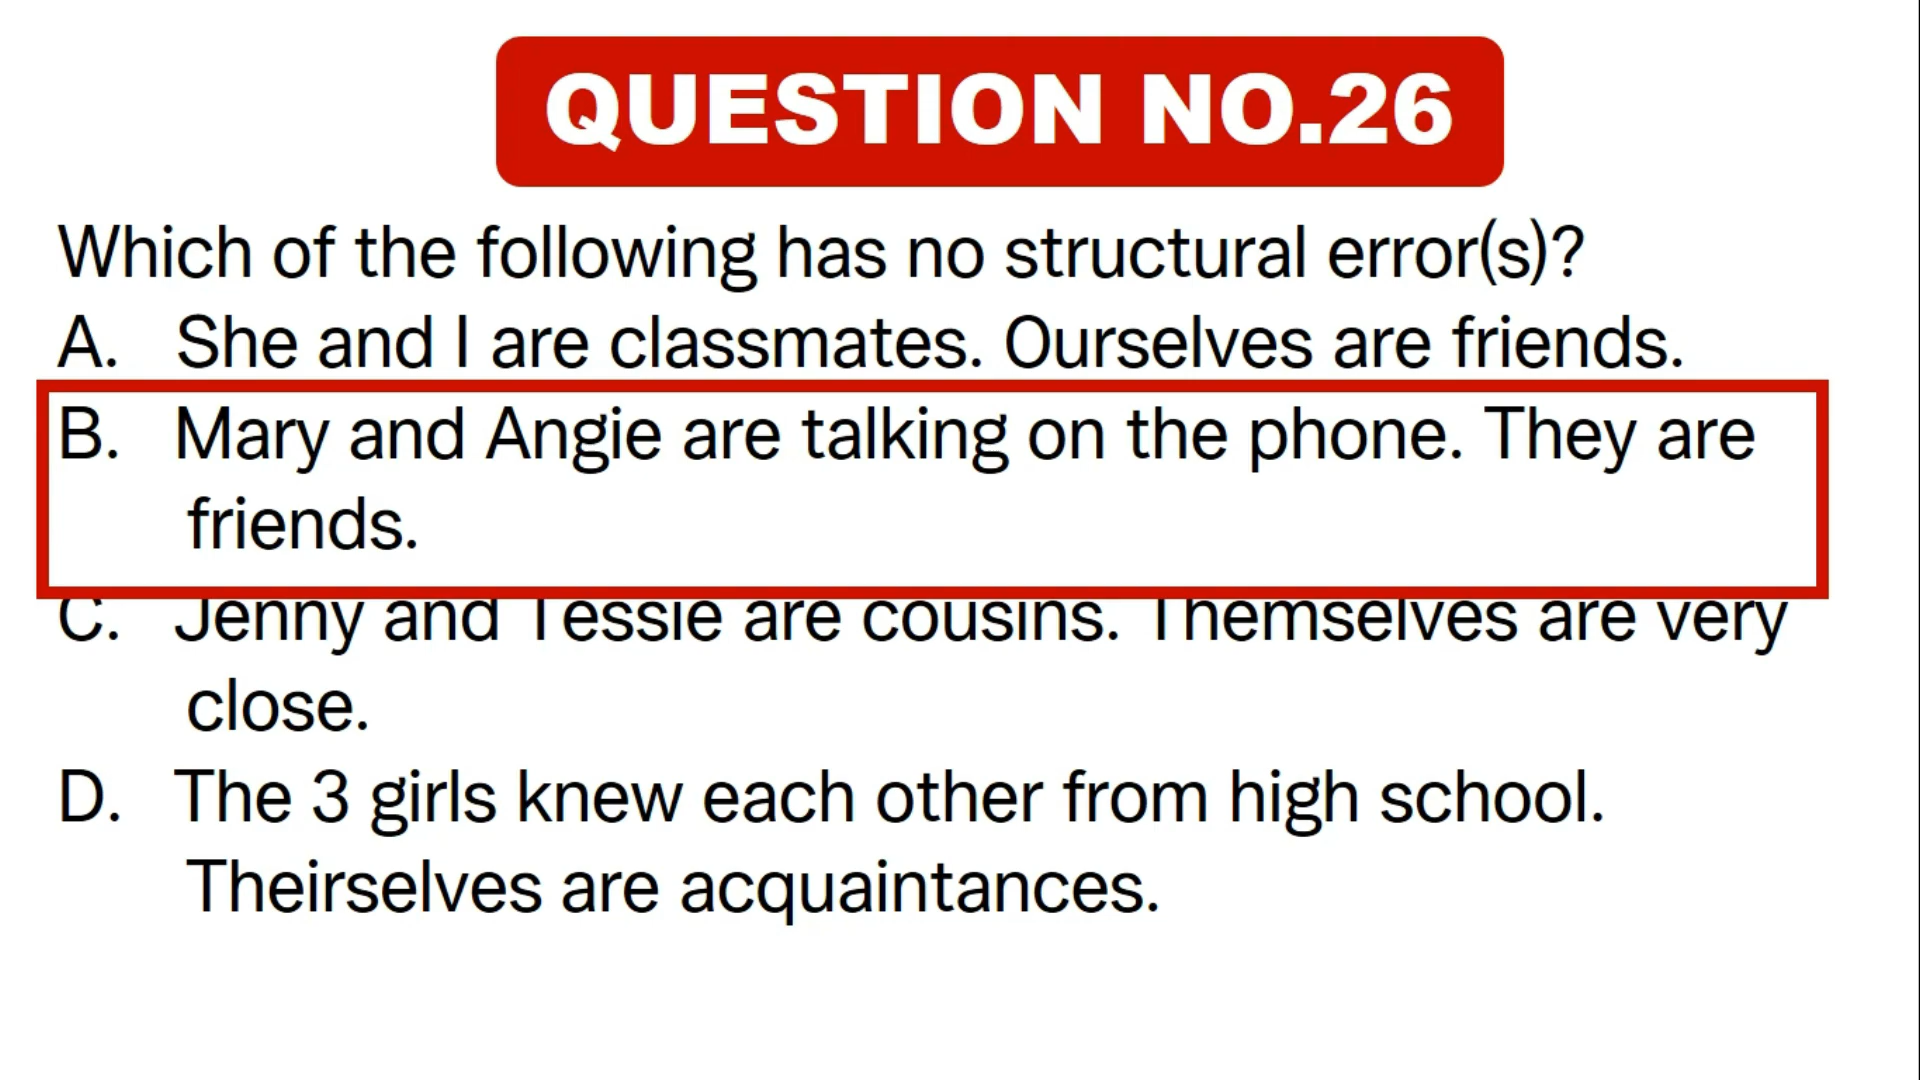 QUESTION NO.26
Which of the following has no structural error(s)?
A. She and I are classmates. Ourselves are friends.
B. Mary and Angie are talking on the phone. They are
friends.
C. Jenny and Tessie are cousins. Themselves are very
close.
D. The 3 girls knew each other from high school.
Theirselves are acquaintances.